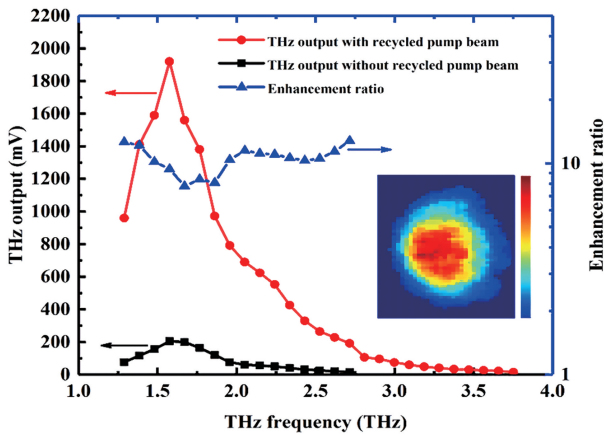 2200
2000
1800
1600
1400
1200
1000
800
600
400
200
0
THz output (mV)
THz output with recycled pump beam
THz output without recycled pump beam
Enhancement ratio
10
1
Enhancement ratio
1.0 1.5 2.0 2.5 3.0 3.5 4.0
THz frequency (THz)